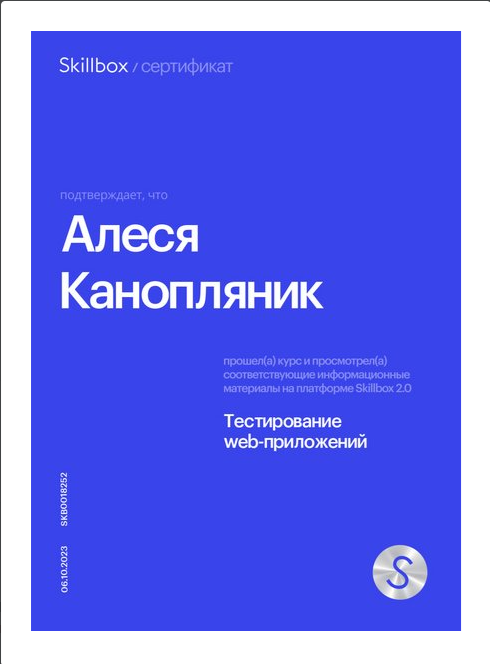 Skillbox / сертификат
подтверждает, что
Алеся
Канопляник
прошел(а) курс и просмотрел(а)
соответствующие информационные
материалы на платформе Skillbox 2.0
Тестирование
web-приложений
06.10.2023 SKB0018252
S